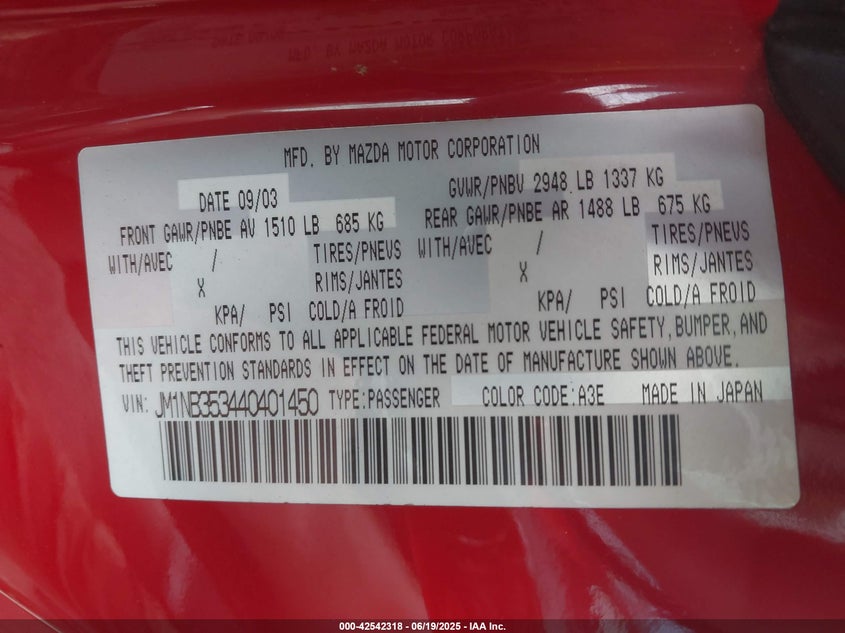 MFD. BY MAZDA MOTOR CORPORATION
DATE 09/03 GVWR/PNBV 2948 LB 1337 KG
FRONT GAWR/PNBE AV 1510 LB 685 KG REAR GAWR/PNBE AR 1488 LB 675 KG
WITH/AVEC / TIRES/PNEVS WITH/AVEC / TIRES/PNEVS
X RIMS/JANTES X RIMS/JANTES
KPA/ PSI COLD/A FROID KPA/ PSI COLD/A FROID
THIS VEHICLE CONFORMS TO ALL APPLICABLE FEDERAL MOTOR VEHICLE SAFETY, BUMPER, AND
THEFT PREVENTION STANDARDS IN EFFECT ON THE DATE OF MANUFACTURE SHOWN ABOVE.
VIN: JM1NB353440401450 TYPE:PASSENGER COLOR CODE:A3E MADE IN JAPAN
000-42542318 - 06/19/2025 - IAA Inc.